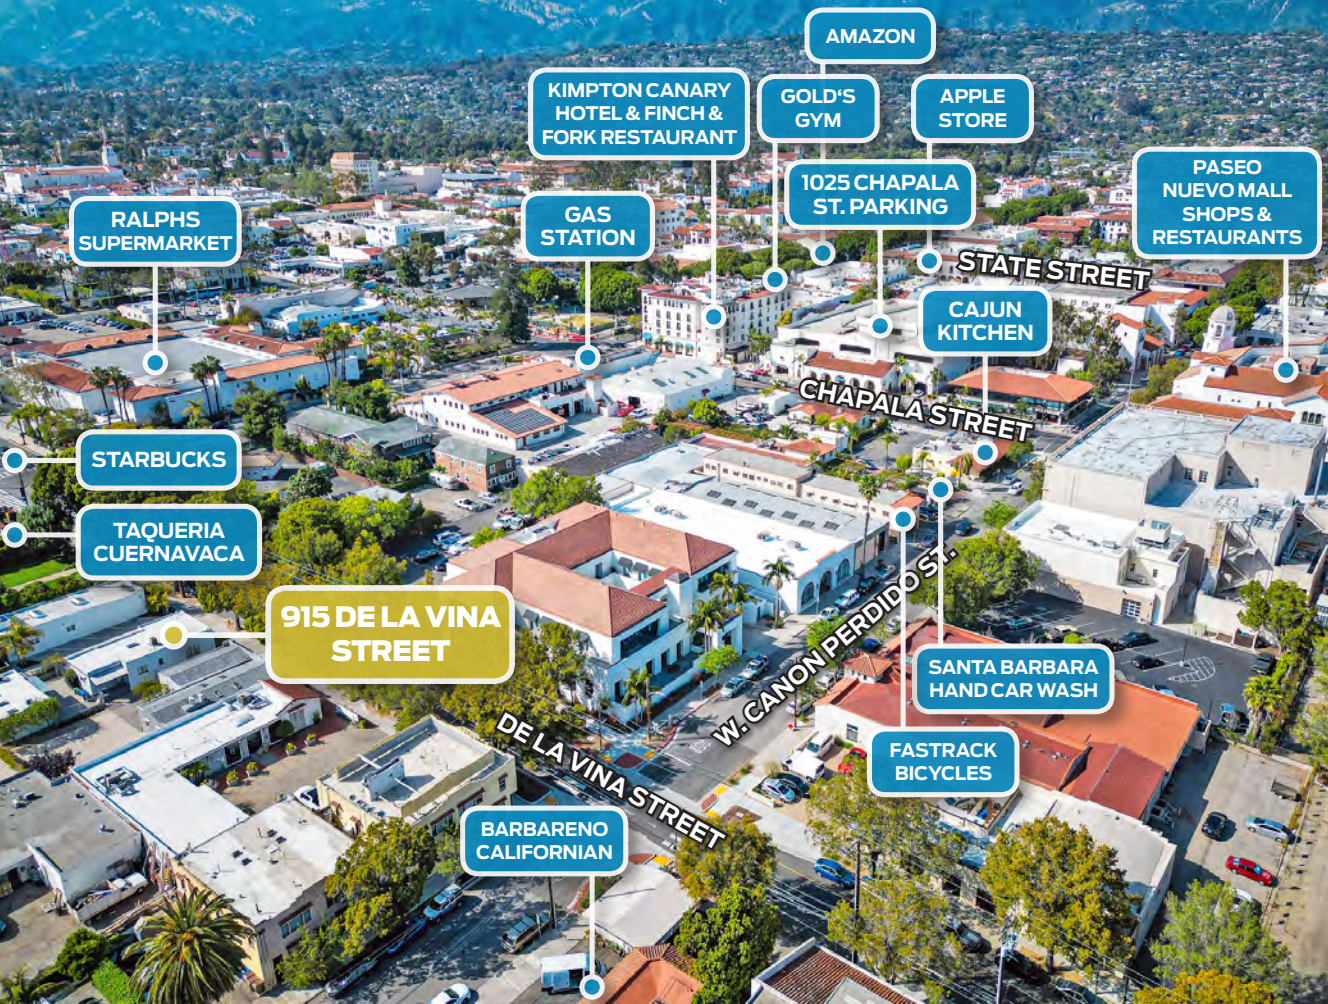 AMAZON
KIMPTON CANARY
HOTEL & FINCH &
FORK RESTAURANT
GOLD'S
GYM
APPLE
STORE
1025 CHAPALA
ST. PARKING
PASEO
NUEVO MALL
SHOPS &
RESTAURANTS
RALPHS
SUPERMARKET
GAS
STATION
STATE STREET
CAJUN
KITCHEN
CHAPALA STREET
STARBUCKS
TAQUERIA
CUERNAVACA
915 DE LA VINA
STREET
W. CANON PERDIDO ST.
SANTA BARBARA
HAND CAR WASH
DE LA VINA STREET
FASTRACK
BICYCLES
BARBARENO
CALIFORNIAN